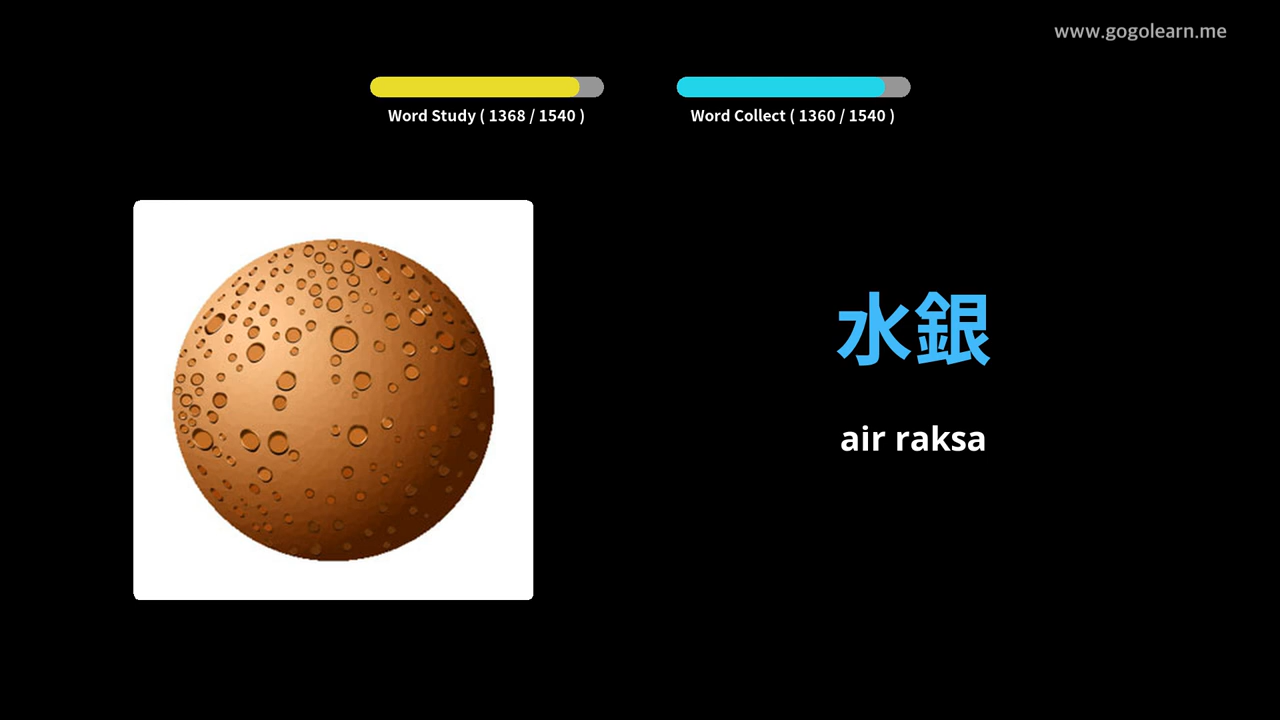 www.gogolearn.me
Word Study ( 1368 / 1540 )
Word Collect ( 1360 / 1540 )
水銀
air raksa